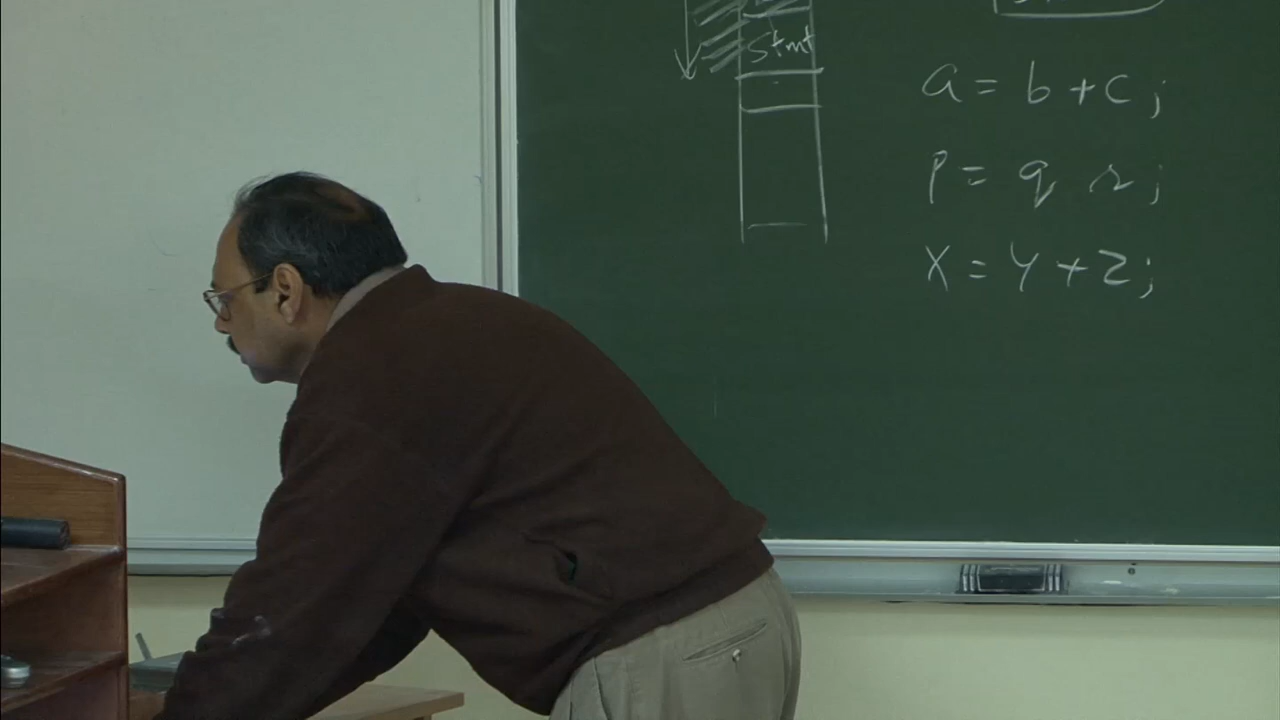 Stmt
a = b + c ;
p = q r ;
x = y + z ;